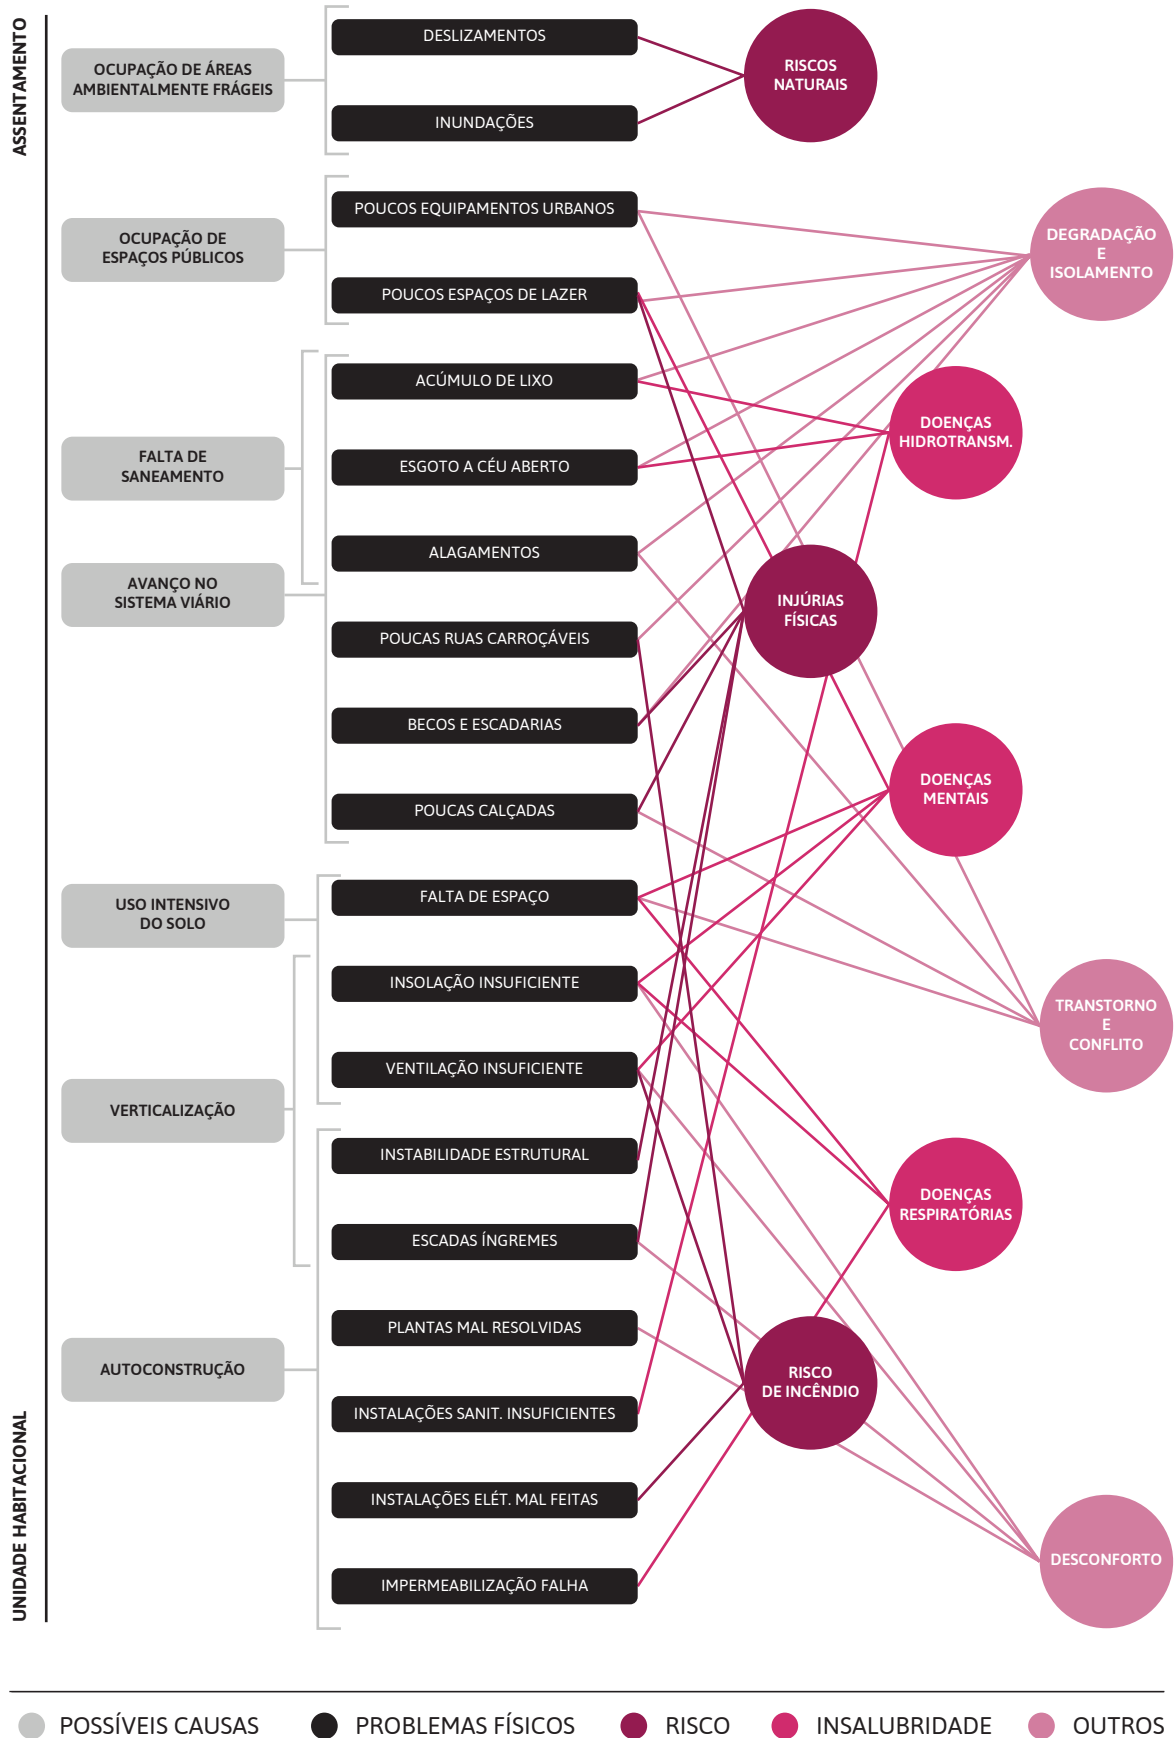 ASSENTAMENTO
UNIDADE HABITACIONAL
OCUPAÇÃO DE ÁREAS
AMBIENTALMENTE FRÁGEIS
OCUPAÇÃO DE
ESPAÇOS PÚBLICOS
FALTA DE
SANEAMENTO
AVANÇO NO
SISTEMA VIÁRIO
USO INTENSIVO
DO SOLO
VERTICALIZAÇÃO
AUTOCONSTRUÇÃO
DESLIZAMENTOS
INUNDAÇÕES
POUCOS EQUIPAMENTOS URBANOS
POUCOS ESPAÇOS DE LAZER
ACÚMULO DE LIXO
ESGOTO A CÉU ABERTO
ALAGAMENTOS
POUCAS RUAS CARROÇÁVEIS
BECOS E ESCADARIAS
POUCAS CALÇADAS
FALTA DE ESPAÇO
INSOLAÇÃO INSUFICIENTE
VENTILAÇÃO INSUFICIENTE
INSTABILIDADE ESTRUTURAL
ESCADAS ÍNGREMES
PLANTAS MAL RESOLVIDAS
INSTALAÇÕES SANIT. INSUFICIENTES
INSTALAÇÕES ELÉT. MAL FEITAS
IMPERMEABILIZAÇÃO FALHA
RISCOS
NATURAIS
DEGRADAÇÃO
E
ISOLAMENTO
DOENÇAS
HIDROTRANSM.
INJÚRIAS
FÍSICAS
DOENÇAS
MENTAIS
TRANSTORNO
E
CONFLITO
DOENÇAS
RESPIRATÓRIAS
RISCO
DE INCÊNDIO
DESCONFORTO
POSSÍVEIS CAUSAS
PROBLEMAS FÍSICOS
RISCO
INSALUBRIDADE
OUTROS